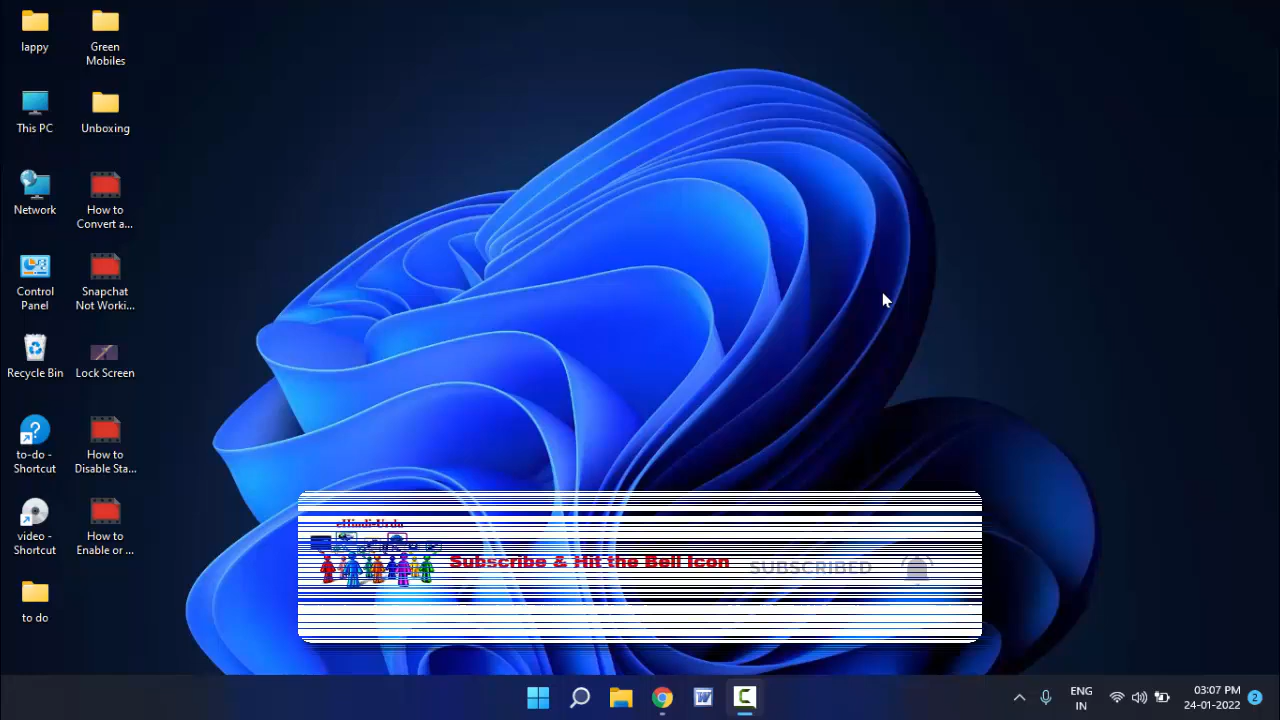 lappy
Green
Mobiles
This PC
Unboxing
Network
How to
Convert a...
Control
Panel
Snapchat
Not Worki...
Recycle Bin
Lock Screen
to-do -
Shortcut
How to
Disable Sta...
video -
Shortcut
How to
Enable or ...
to do
eHindi-Urdu
Subscribe & Hit the Bell Icon
SUBSCRIBED
ENG
IN
03:07 PM
24-01-2022
2